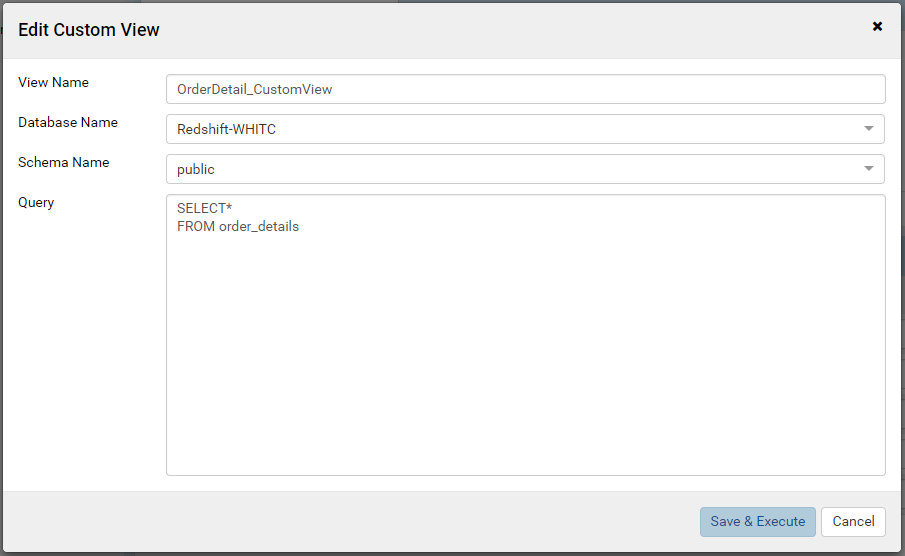 Edit Custom View
View Name
OrderDetail_CustomView
Database Name
Redshift-WHITC
Schema Name
public
Query
SELECT*
FROM order_details
Save & Execute
Cancel